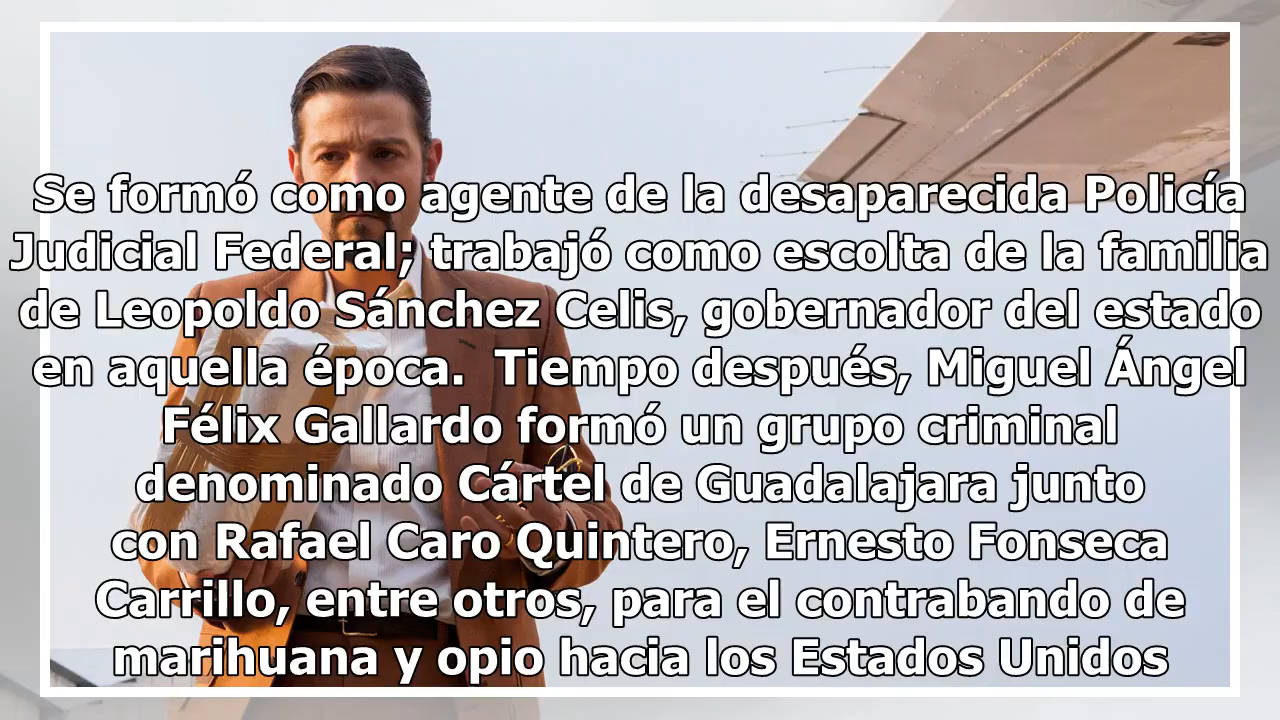 Se formó como agente de la desaparecida Policía
Judicial Federal; trabajó como escolta de la familia
de Leopoldo Sánchez Celis, gobernador del estado
en aquella época.  Tiempo después, Miguel Ángel
Félix Gallardo formó un grupo criminal
denominado Cártel de Guadalajara junto
con Rafael Caro Quintero, Ernesto Fonseca
Carrillo, entre otros, para el contrabando de
marihuana y opio hacia los Estados Unidos